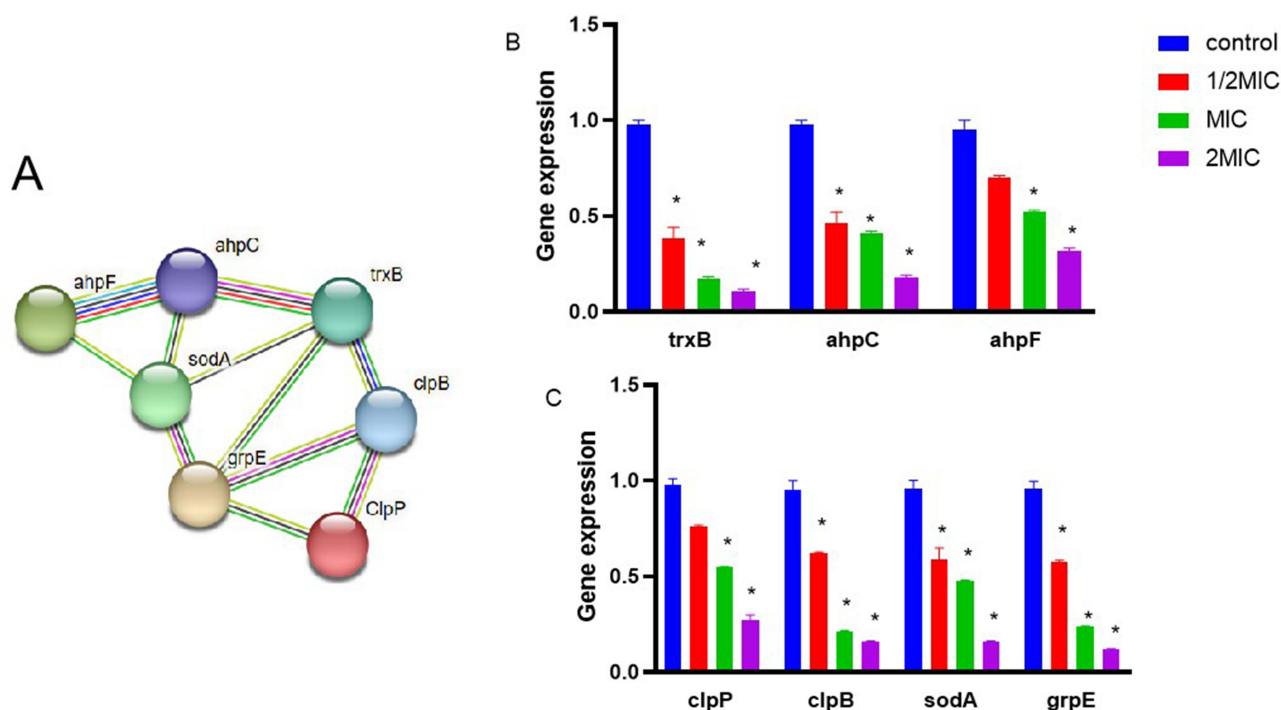 A
ahpC
ahpF
trxB
sodA
clpB
grpE
ClpP
B
Gene expression
1.5
1.0
0.5
0.0
* * * * * * * *
trxB ahpC ahpF
control
1/2MIC
MIC
2MIC
C
Gene expression
1.5
1.0
0.5
0.0
* * * * * * * * * * *
clpP clpB sodA grpE